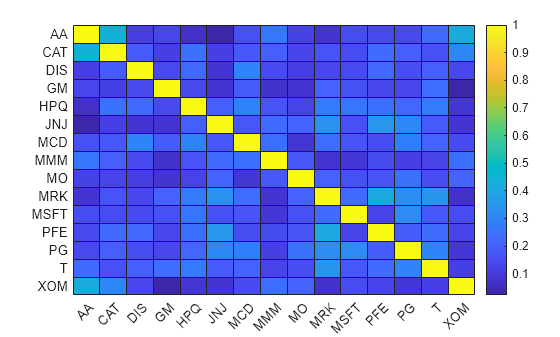 AA
CAT
DIS
GM
HPQ
JNJ
MCD
MMM
MO
MRK
MSFT
PFE
PG
T
XOM
AA CAT DIS GM HPQ JNJ MCD MMM MO MRK MSFT PFE PG T XOM
1
0.9
0.8
0.7
0.6
0.5
0.4
0.3
0.2
0.1